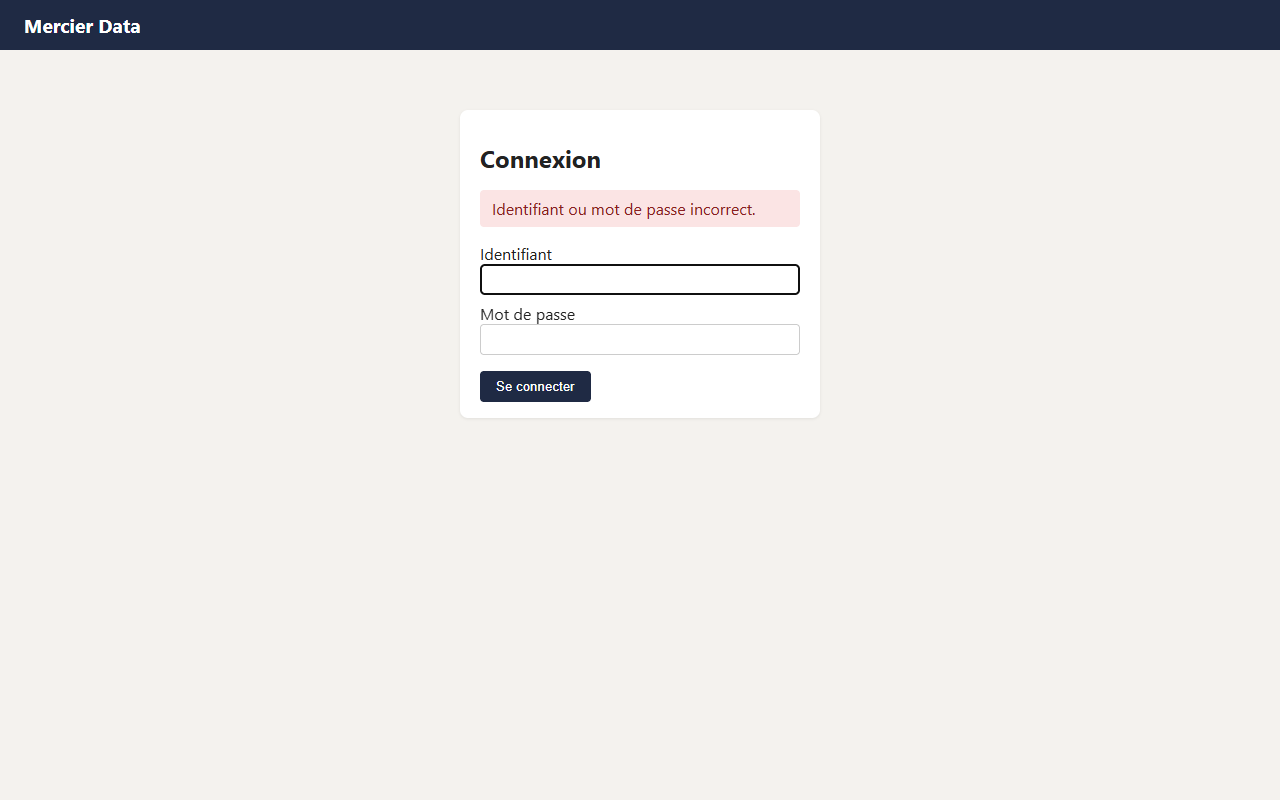 Mercier Data
Connexion
Identifiant ou mot de passe incorrect.
Identifiant
Mot de passe
Se connecter